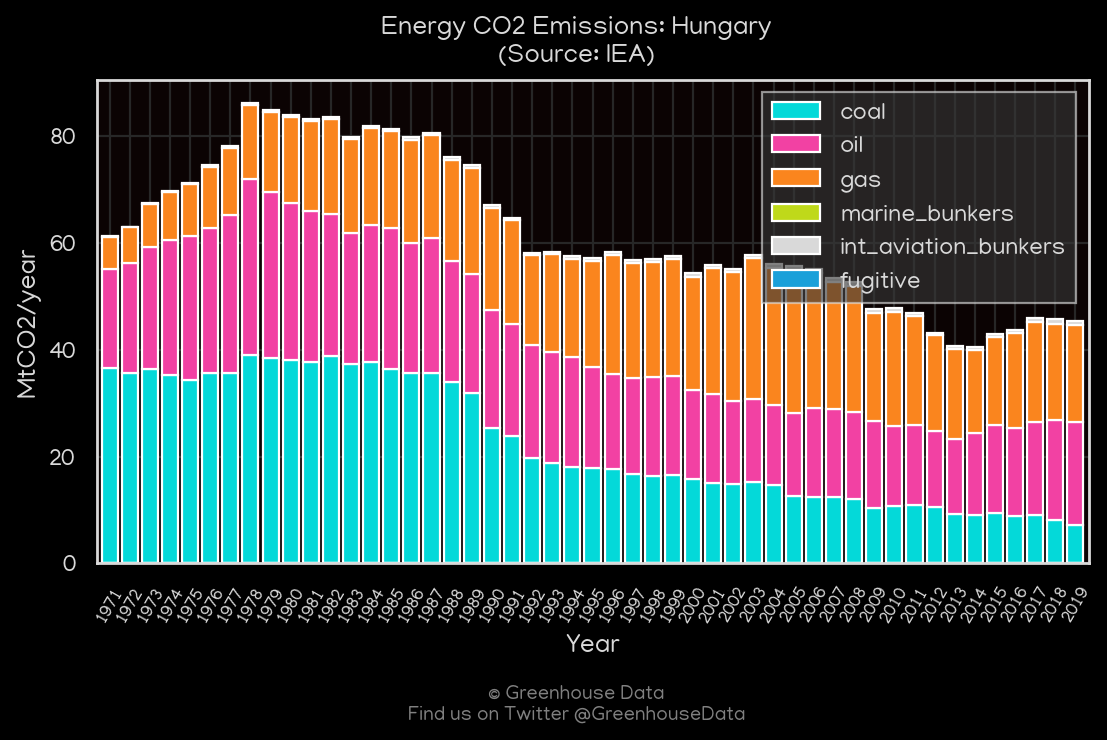 Energy CO2 Emissions: Hungary
(Source: IEA)
MtCO2/year
80
60
40
20
0
coal
oil
gas
marine_bunkers
int_aviation_bunkers
fugitive
1971 1972 1973 1974 1975 1976 1977 1978 1979 1980 1981 1982 1983 1984 1985 1986 1987 1988 1989 1990 1991 1992 1993 1994 1995 1996 1997 1998 1999 2000 2001 2002 2003 2004 2005 2006 2007 2008 2009 2010 2011 2012 2013 2014 2015 2016 2017 2018 2019
Year
© Greenhouse Data
Find us on Twitter @GreenhouseData